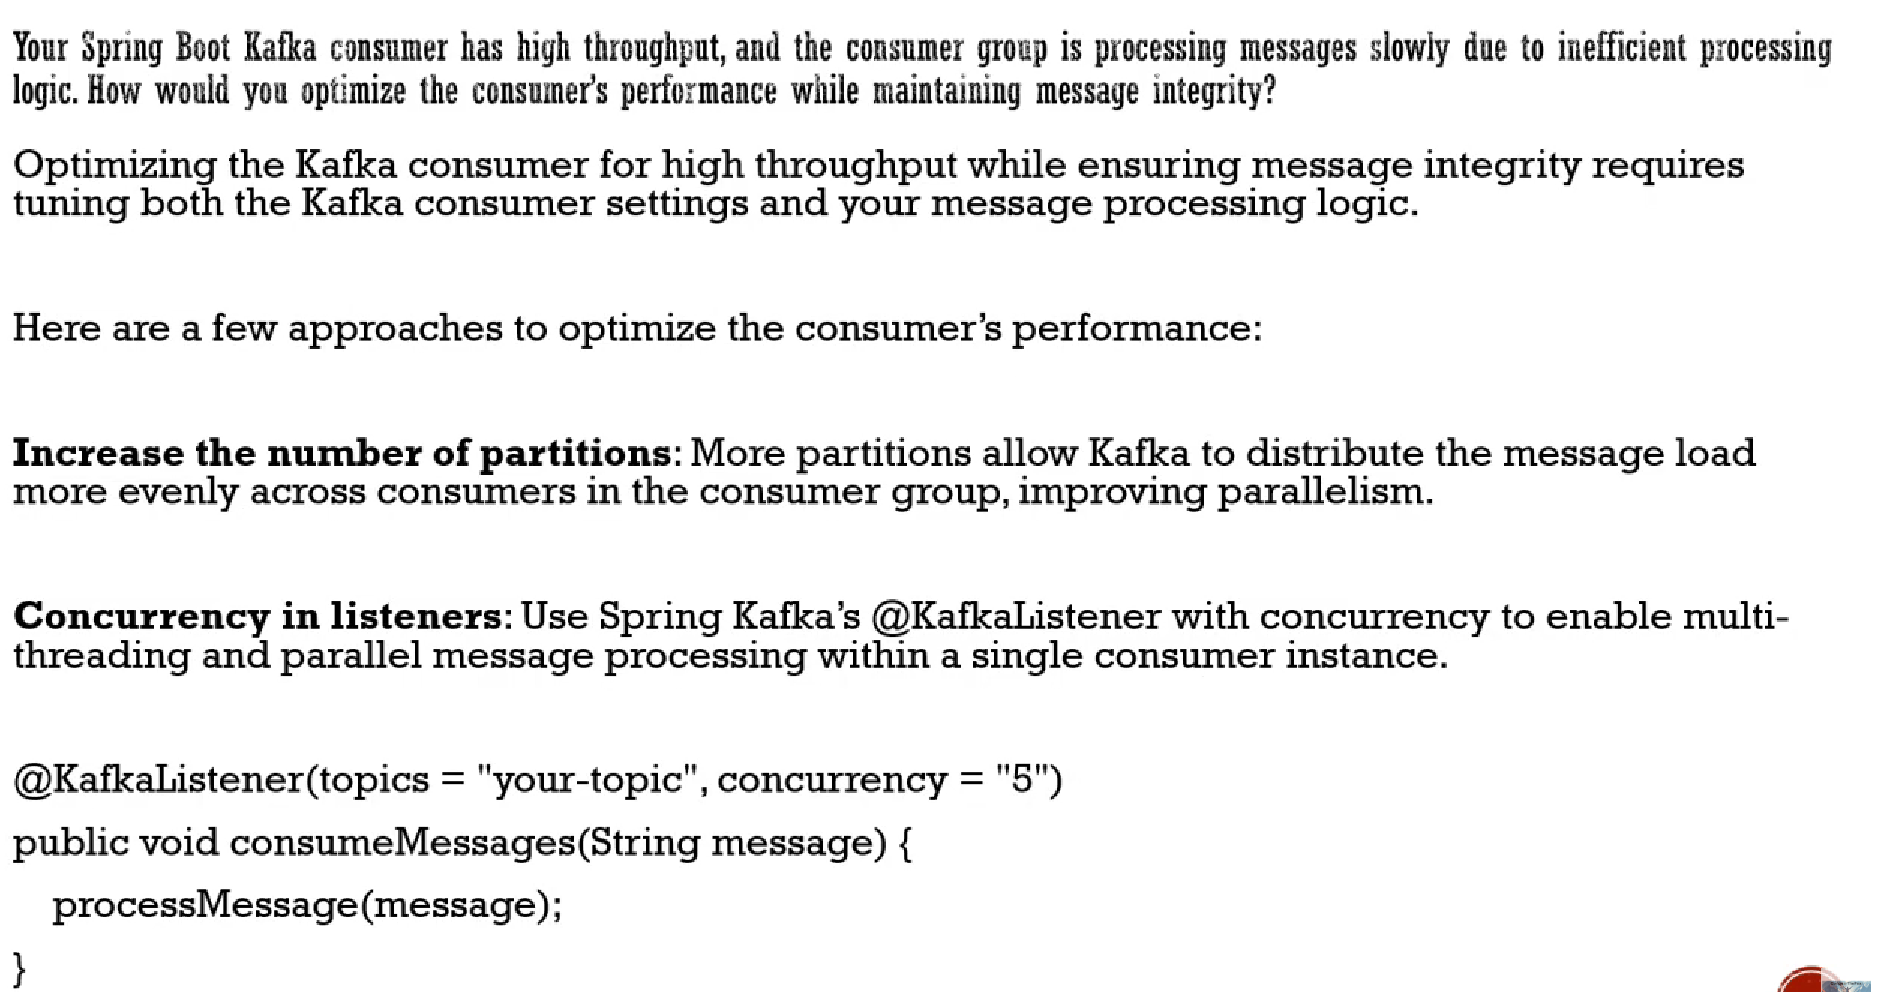 Your Spring Boot Kafka consumer has high throughput, and the consumer group is processing messages slowly due to inefficient processing
logic. How would you optimize the consumer's performance while maintaining message integrity?
Optimizing the Kafka consumer for high throughput while ensuring message integrity requires
tuning both the Kafka consumer settings and your message processing logic.
Here are a few approaches to optimize the consumer's performance:
Increase the number of partitions: More partitions allow Kafka to distribute the message load
more evenly across consumers in the consumer group, improving parallelism.
Concurrency in listeners: Use Spring Kafka's @KafkaListener with concurrency to enable multi-
threading and parallel message processing within a single consumer instance.
@KafkaListener(topics = "your-topic", concurrency = "5")
public void consumeMessages(String message) {
processMessage(message);
}